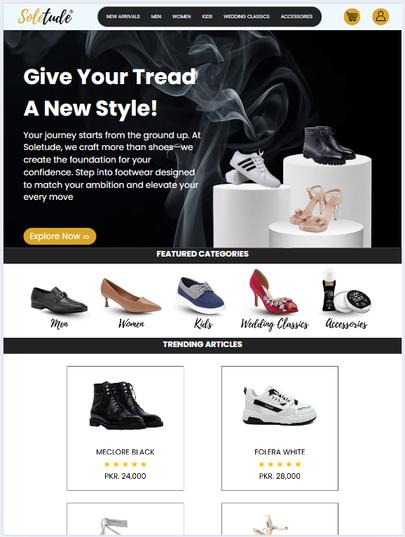 Soletude®
NEW ARRIVALS MEN WOMEN KIDS WEDDING CLASSICS ACCESSORIES
Give Your Tread
A New Style!
Your journey starts from the ground up. At
Soletude, we craft more than shoes—we
create the foundation for your
confidence. Step into footwear designed
to match your ambition and elevate your
every move
Explore Now ⇨
FEATURED CATEGORIES
Men Women Kids Wedding Classics Accessories
TRENDING ARTICLES
MECLORE BLACK FOLERA WHITE
★★★★★ ★★★★★
PKR. 24,000 PKR. 28,000